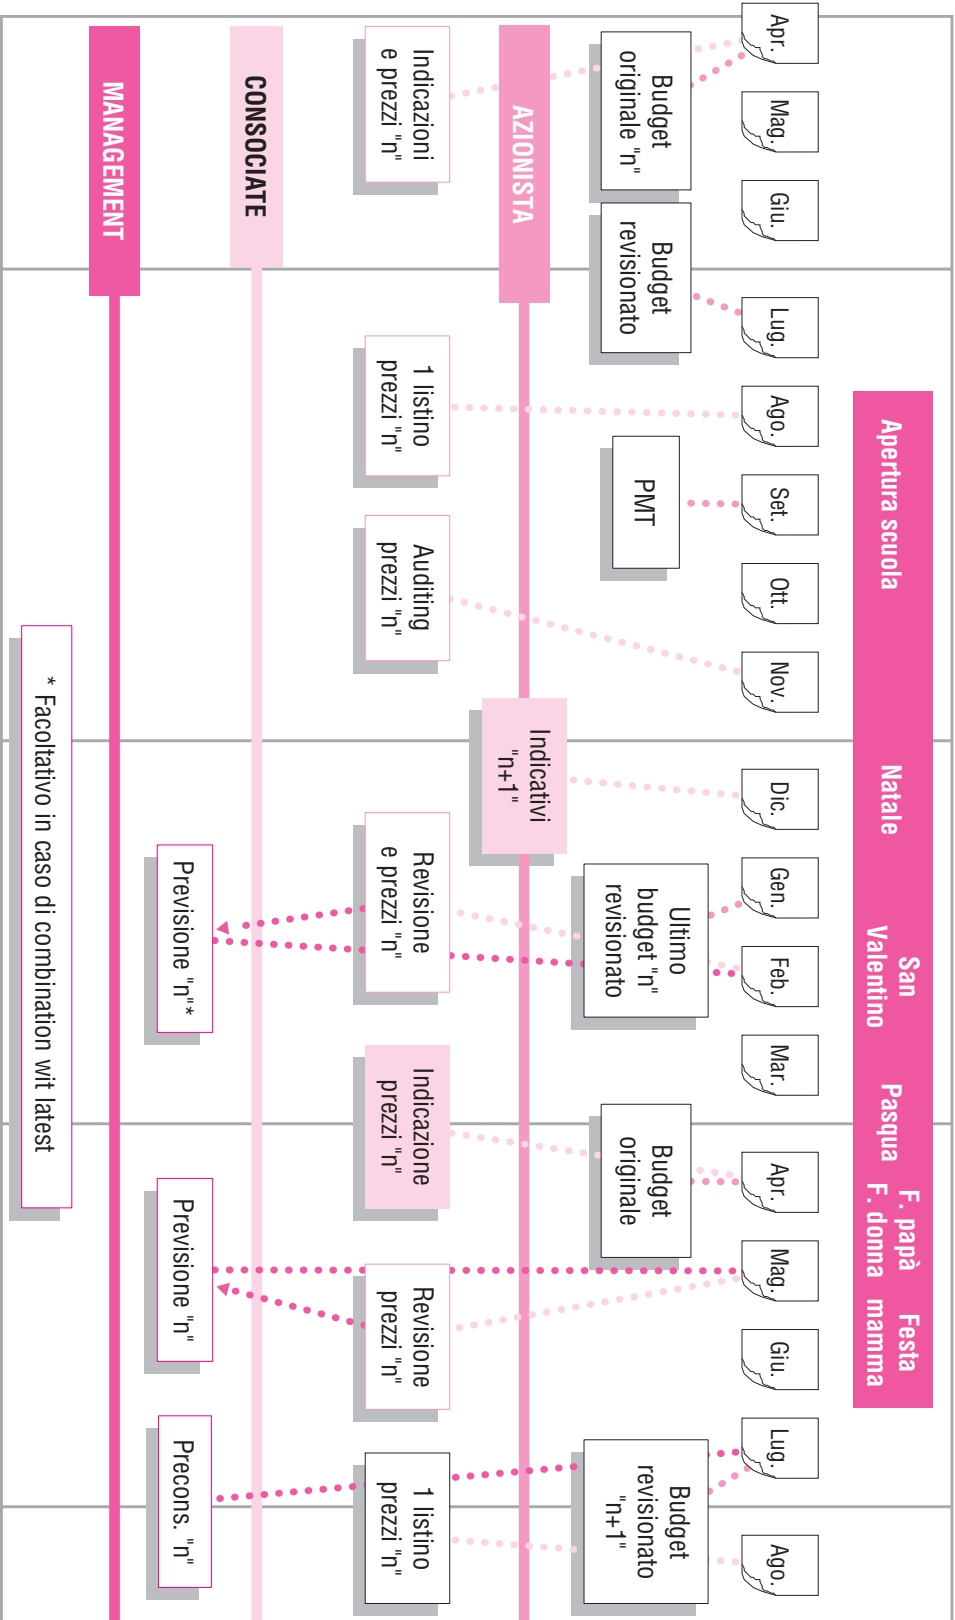 Apertura scuola
Natale
San
Valentino
Pasqua
F. papà
F. donna
Festa
mamma
Apr.
Mag.
Giu.
Lug.
Ago.
Set.
Ott.
Nov.
Dic.
Gen.
Feb.
Mar.
Apr.
Mag.
Giu.
Lug.
Ago.
Budget
originale "n"
Budget
revisionato
PMT
Ultimo
budget "n"
revisionato
Budget
originale
Budget
revisionato
"n+1"
AZIONISTA
Indicativi
"n+1"
Indicazioni
e prezzi "n"
1 listino
prezzi "n"
Auditing
prezzi "n"
Revisione
e prezzi "n"
Indicazione
prezzi "n"
Revisione
prezzi "n"
1 listino
prezzi "n"
CONSOCIATE
Previsione "n"*
Previsione "n"
Precons. "n"
MANAGEMENT
* Facoltativo in caso di combination wit latest